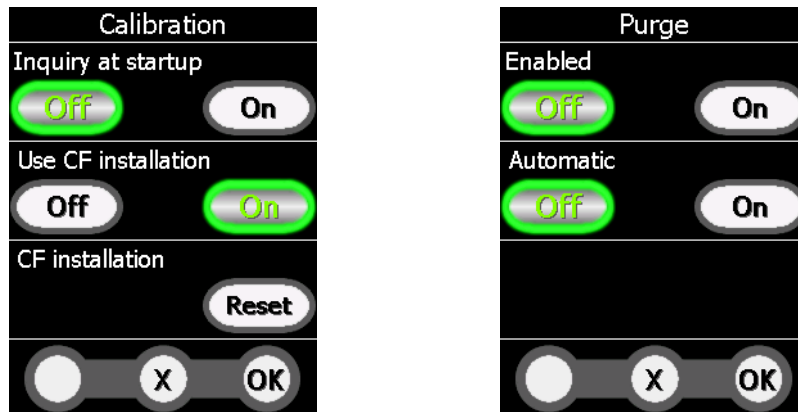 Calibration
Inquiry at startup
Off On
Use CF installation
Off On
CF installation
Reset
X OK
Purge
Enabled
Off On
Automatic
Off On
X OK